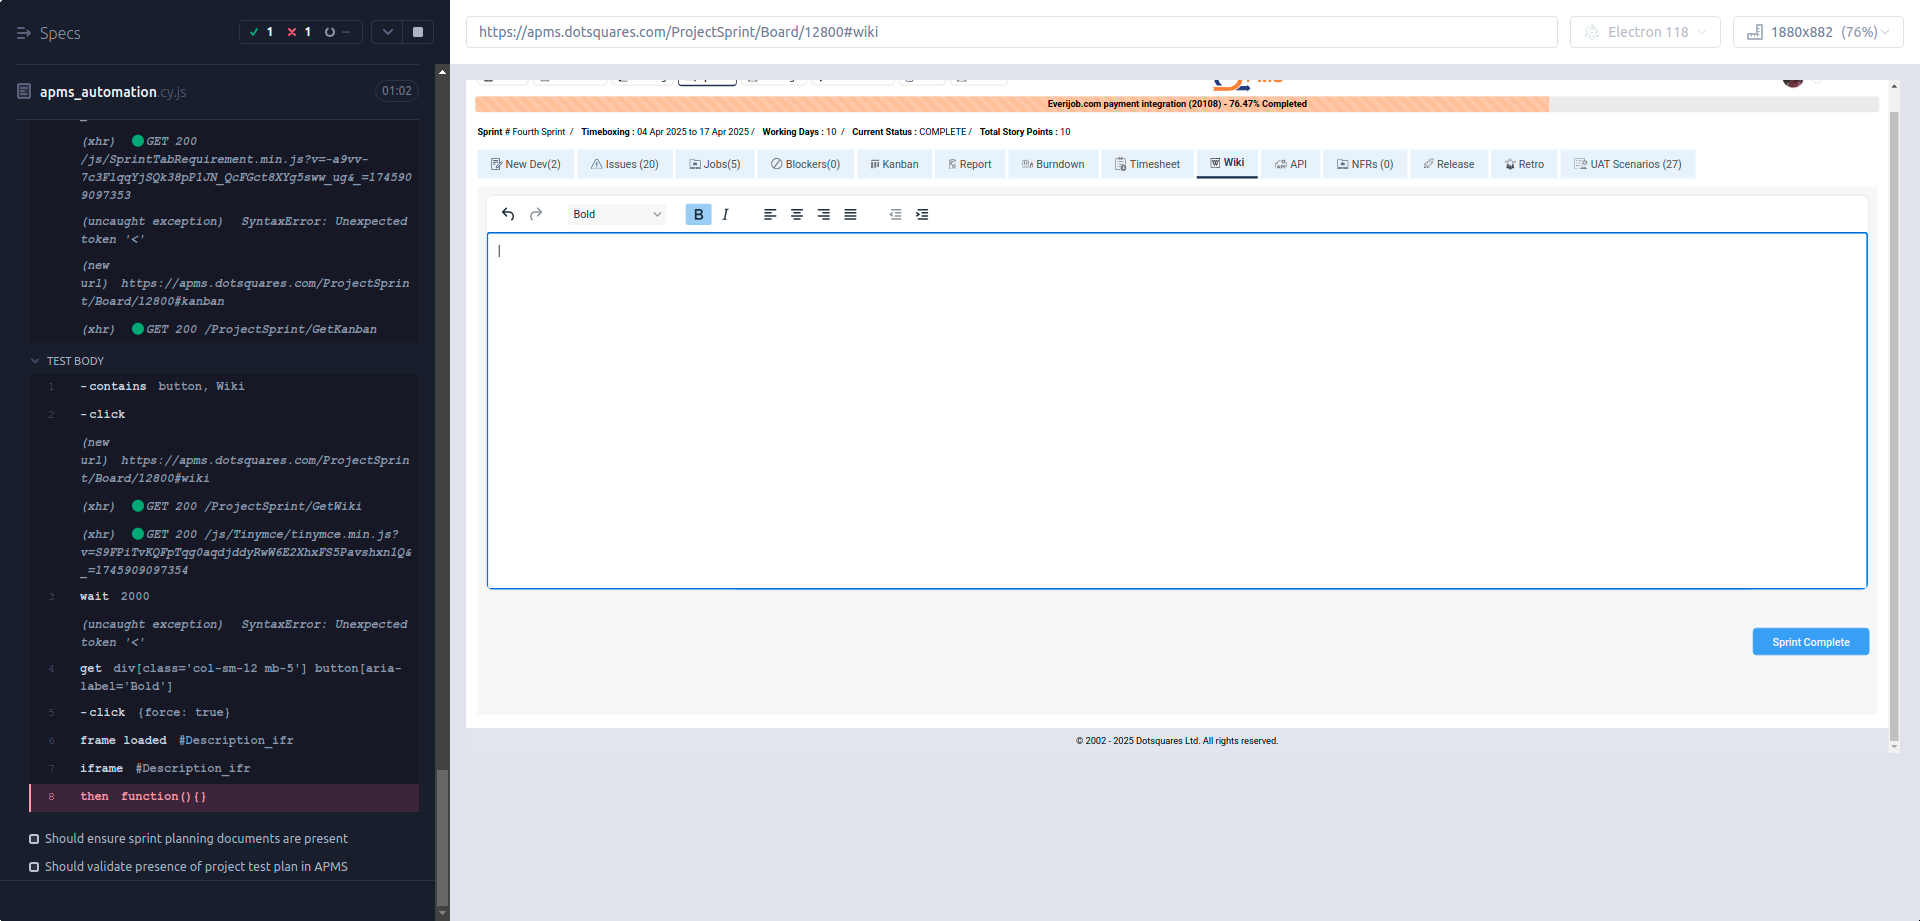 Specs
1
1
--
https://apms.dotsquares.com/ProjectSprint/Board/12800#wiki
Electron 118
1880x882 (76%)
apms_automation.cy.js
01:02
(xhr) GET 200
/js/SprintTabRequirement.min.js?v=-a9vv-
7c3F1qqYjSQk38pP1JN_QcFGct8XYg5sww_ug&_=174590
9097353
(uncaught exception) SyntaxError: Unexpected
token '<'
(new
url) https://apms.dotsquares.com/ProjectSprin
t/Board/12800#kanban
(xhr) GET 200 /ProjectSprint/GetKanban
TEST BODY
1 -contains button, Wiki
2 -click
(new
url) https://apms.dotsquares.com/ProjectSprin
t/Board/12800#wiki
(xhr) GET 200 /ProjectSprint/GetWiki
(xhr) GET 200 /js/Tinymce/tinymce.min.js?
v=S9FPiTvKQFpTqg0aqdjddyRwW6E2XhxFS5Pavshxn1Q&
_=1745909097354
3 wait 2000
(uncaught exception) SyntaxError: Unexpected
token '<'
4 get div[class='col-sm-12 mb-5'] button[aria-
label='Bold']
5 -click {force: true}
6 frame loaded #Description_ifr
7 iframe #Description_ifr
8 then function(){}
Should ensure sprint planning documents are present
Should validate presence of project test plan in APMS
Everijob.com payment integration (20108) - 76.47% Completed
Sprint # Fourth Sprint / Timeboxing : 04 Apr 2025 to 17 Apr 2025 / Working Days : 10 / Current Status : COMPLETE / Total Story Points : 10
New Dev(2) Issues (20) Jobs(5) Blockers(0) Kanban Report Burndown Timesheet Wiki API NFRs (0) Release Retro UAT Scenarios (27)
Bold B I
Sprint Complete
© 2002 - 2025 Dotsquares Ltd. All rights reserved.